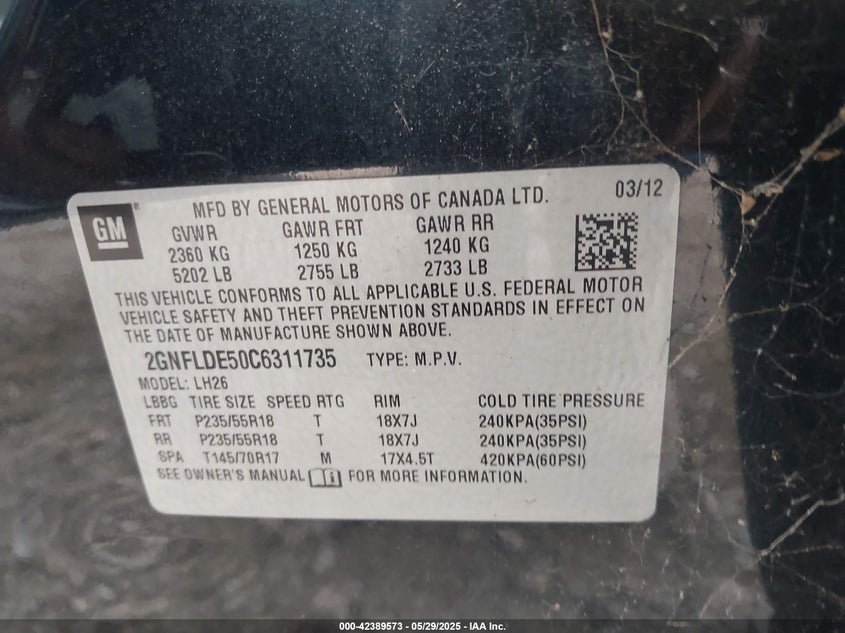 MFD BY GENERAL MOTORS OF CANADA LTD. 03/12
GM
GVWR GAWR FRT GAWR RR
2360 KG 1250 KG 1240 KG
5202 LB 2755 LB 2733 LB
THIS VEHICLE CONFORMS TO ALL APPLICABLE U.S. FEDERAL MOTOR
VEHICLE SAFETY AND THEFT PREVENTION STANDARDS IN EFFECT ON
THE DATE OF MANUFACTURE SHOWN ABOVE.
2GNFLDE50C6311735 TYPE: M.P.V.
MODEL: LH26
LBBG TIRE SIZE SPEED RTG RIM COLD TIRE PRESSURE
FRT P235/55R18 T 18X7J 240KPA(35PSI)
RR P235/55R18 T 18X7J 240KPA(35PSI)
SPA T145/70R17 M 17X4.5T 420KPA(60PSI)
SEE OWNER'S MANUAL FOR MORE INFORMATION.
000-42389573 - 05/29/2025 - IAA Inc.